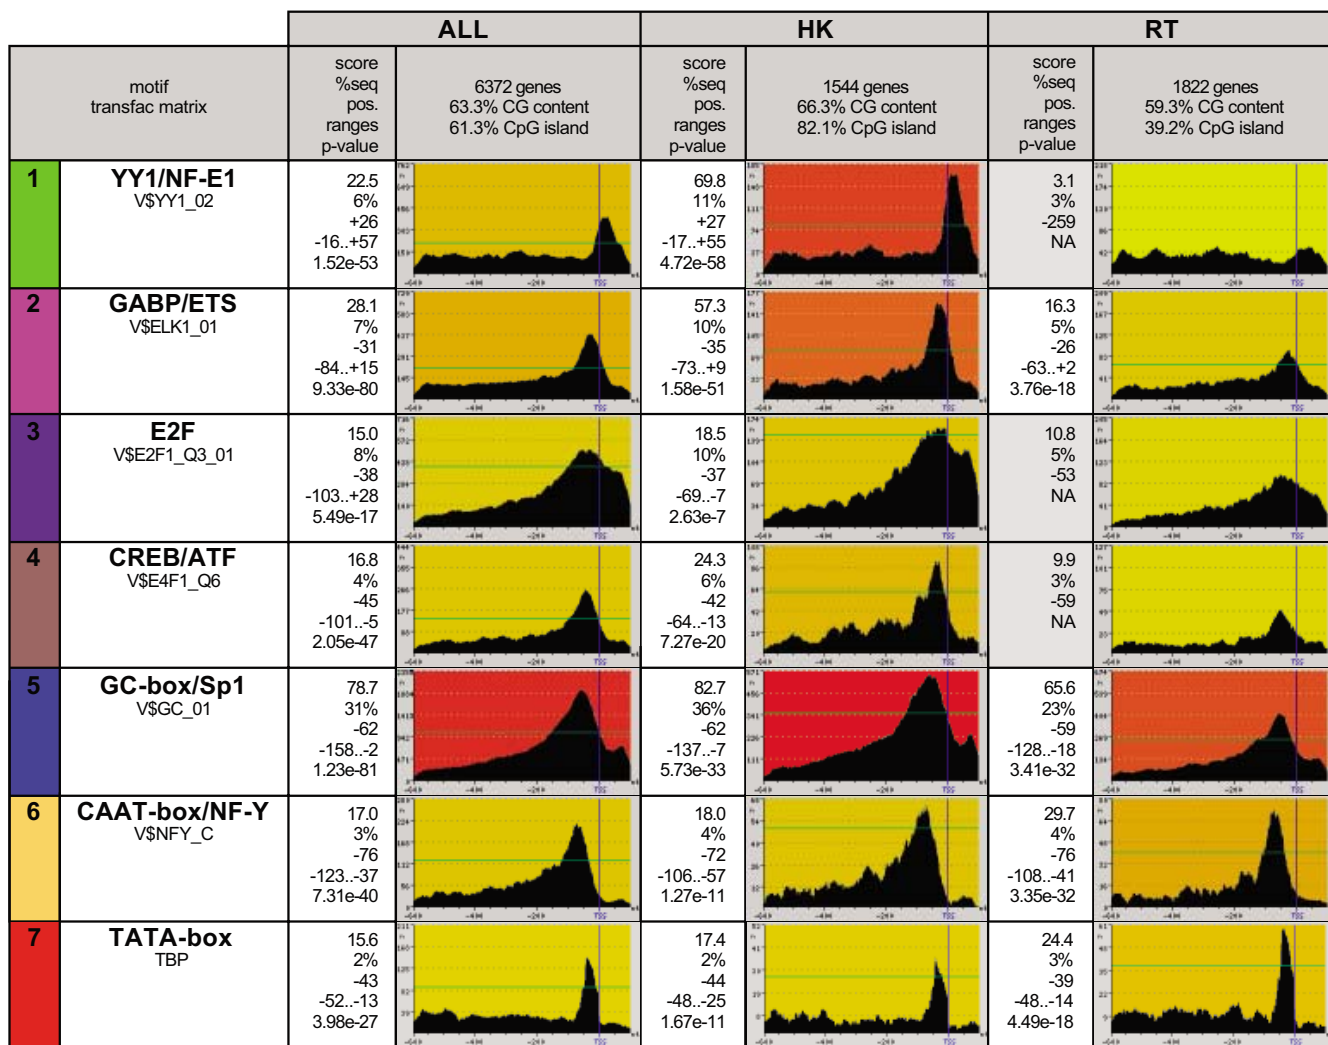 ALL HK RT
motif
transfac matrix
score
%seq
pos.
ranges
p-value
6372 genes
63.3% CG content
61.3% CpG island
score
%seq
pos.
ranges
p-value
1544 genes
66.3% CG content
82.1% CpG island
score
%seq
pos.
ranges
p-value
1822 genes
59.3% CG content
39.2% CpG island
1
YY1/NF-E1
V$YY1_02
22.5
6%
+26
-16..+57
1.52e-53
69.8
11%
+27
-17..+55
4.72e-58
3.1
3%
-259
NA
2
GABP/ETS
V$ELK1_01
28.1
7%
-31
-84..+15
9.33e-80
57.3
10%
-35
-73..+9
1.58e-51
16.3
5%
-26
-63..+2
3.76e-18
3
E2F
V$E2F1_Q3_01
15.0
8%
-38
-103..+28
5.49e-17
18.5
10%
-37
-69..-7
2.63e-7
10.8
5%
-53
NA
4
CREB/ATF
V$E4F1_Q6
16.8
4%
-45
-101..-5
2.05e-47
24.3
6%
-42
-64..-13
7.27e-20
9.9
3%
-59
NA
5
GC-box/Sp1
V$GC_01
78.7
31%
-62
-158..-2
1.23e-81
82.7
36%
-62
-137..-7
5.73e-33
65.6
23%
-59
-128..-18
3.41e-32
6
CAAT-box/NF-Y
V$NFY_C
17.0
3%
-76
-123..-37
7.31e-40
18.0
4%
-72
-106..-57
1.27e-11
29.7
4%
-76
-108..-41
3.35e-32
7
TATA-box
TBP
15.6
2%
-43
-52..-13
3.98e-27
17.4
2%
-44
-48..-25
1.67e-11
24.4
3%
-39
-48..-14
4.49e-18